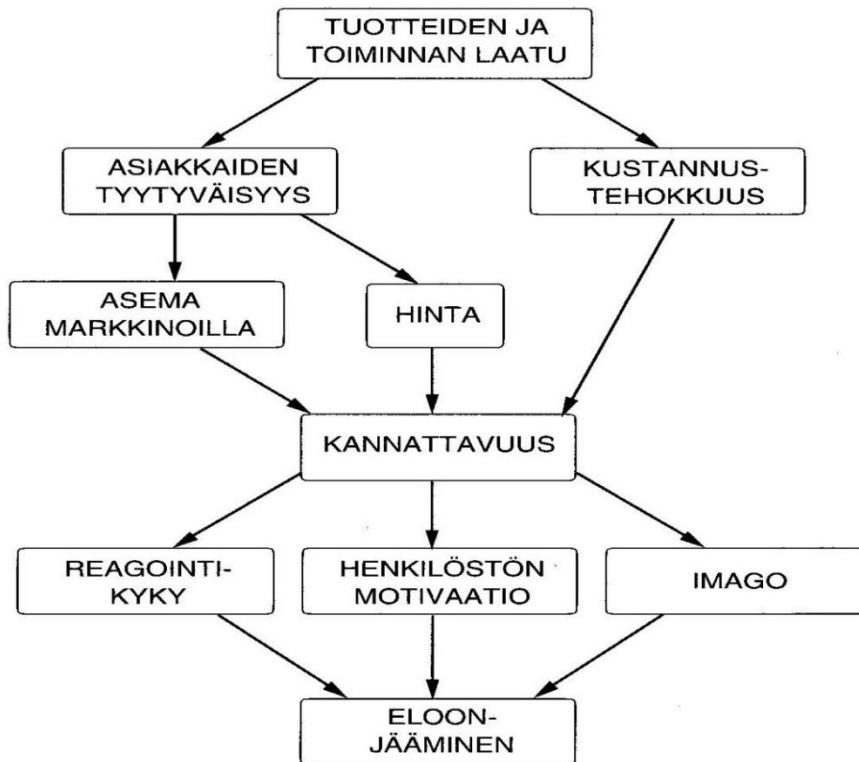 TUOTTEIDEN JA
TOIMINNAN LAATU
ASIAKKAIDEN
TYYTYVÄISYYS
KUSTANNUS-
TEHOKKUUS
ASEMA
MARKKINOILLA
HINTA
KANNATTAVUUS
REAGOINTI-
KYKY
HENKILÖSTÖN
MOTIVAATIO
IMAGO
ELOON-
JÄÄMINEN